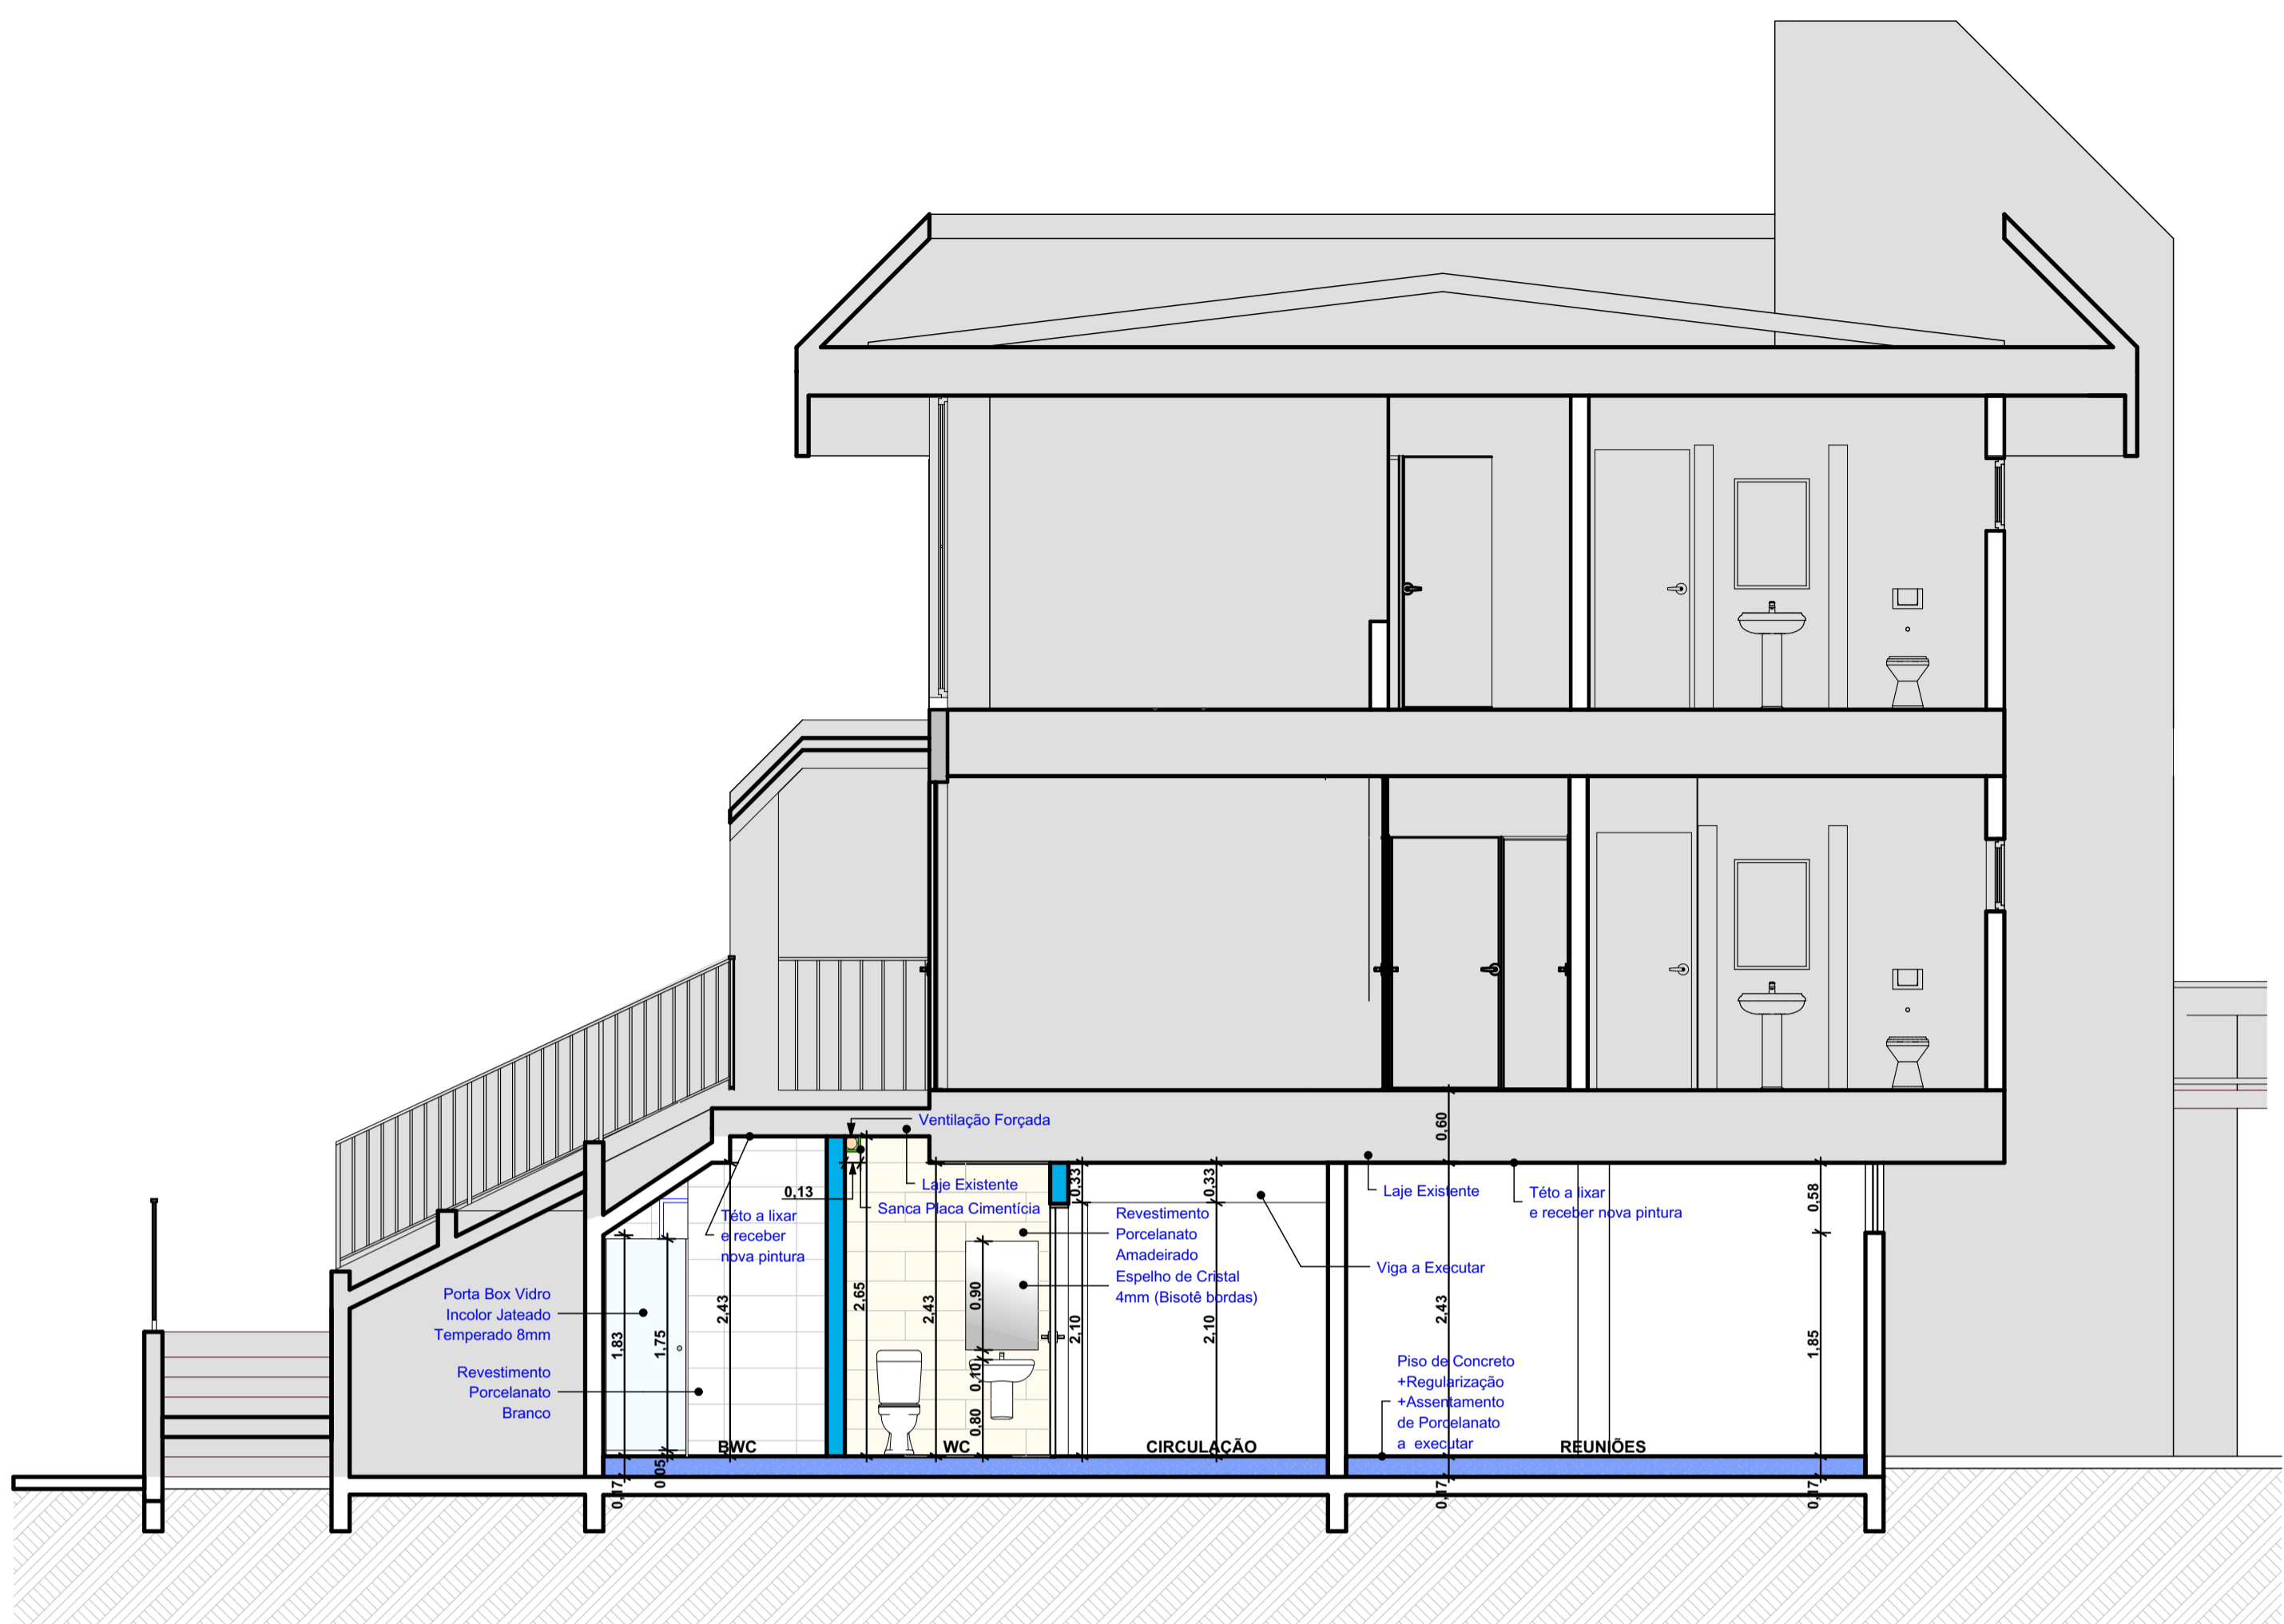 Ventilação Forçada
0,60
Laje Existente
Sanca Placa Cimentícia
0,13
Této a lixar
e receber
nova pintura
0,33
0,33
Laje Existente
Této a lixar
e receber nova pintura
0,58
Revestimento
Porcelanato
Amadeirado
Espelho de Cristal
4mm (Bisotê bordas)
Viga a Executar
Porta Box Vidro
Incolor Jateado
Temperado 8mm
Revestimento
Porcelanato
Branco
1,83
1,75
2,43
2,65
2,43
0,90
0,10
0,80
2,10
2,10
2,43
1,85
Piso de Concreto
+Regularização
+Assentamento
de Porcelanato
a executar
BWC
WC
CIRCULAÇÃO
REUNIÕES
0,17
0,05
0,17
0,17